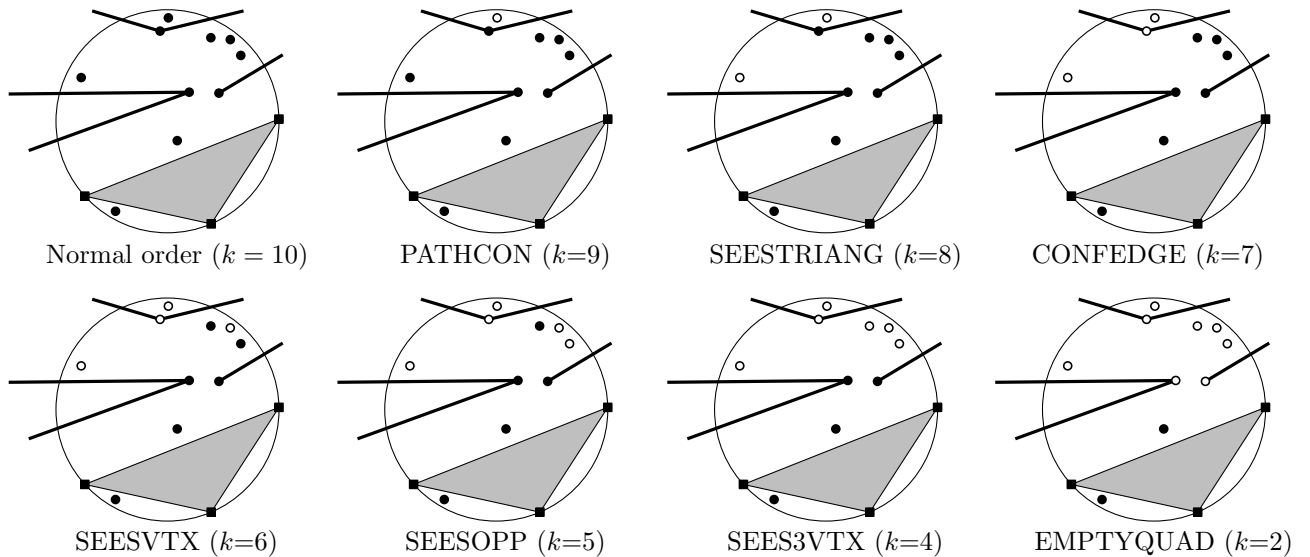 Normal order (k = 10)
PATHCON (k=9)
SEESTRIANG (k=8)
CONFEDGE (k=7)
SEESVTX (k=6)
SEESOPP (k=5)
SEES3VTX (k=4)
EMPTYQUAD (k=2)